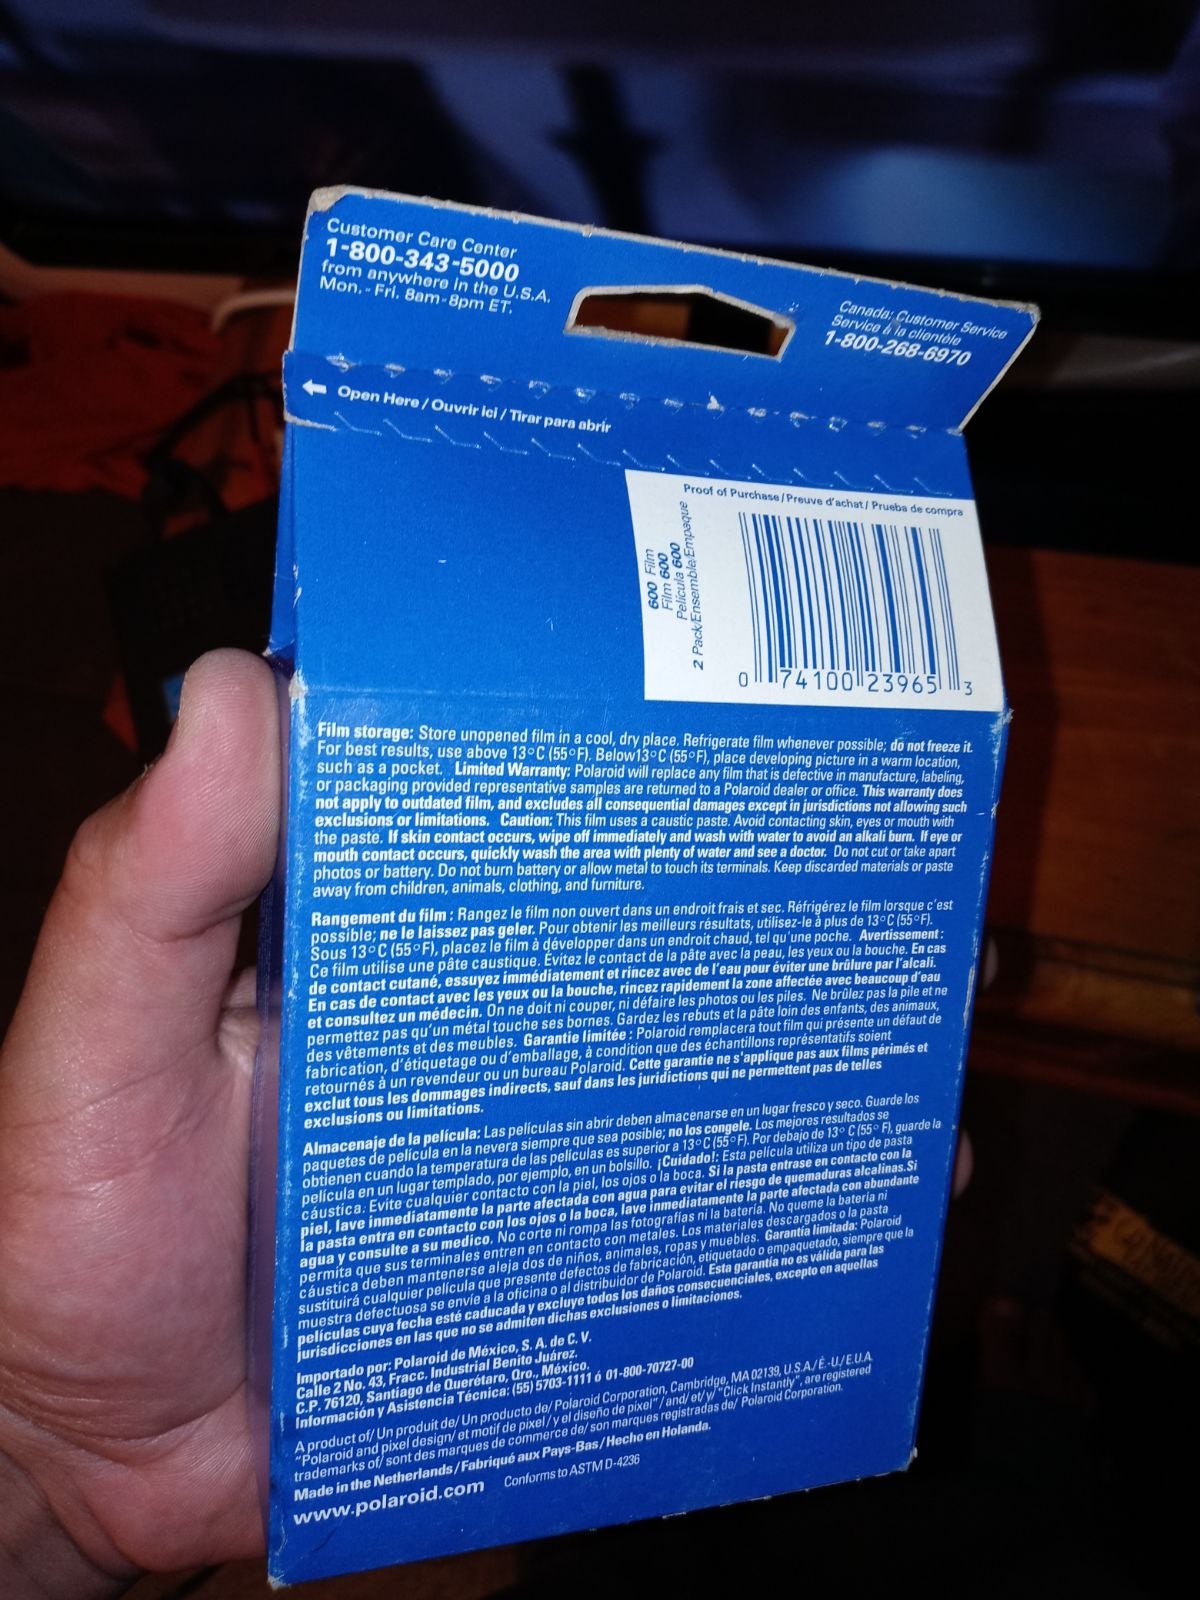 Customer Care Center
1-800-343-5000
from anywhere in the U.S.A.
Mon.- Fri. 8am-8pm ET.
Canada: Customer Service
Service à la clientèle
1-800-268-6970
Open Here / Ouvrir ici / Tirar para abrir
Proof of Purchase / Preuve d'achat / Prueba de compra
600 Film
Film 600
Película 600
2 Pack/Ensemble/Empaque
0 74100 23965 3
Film storage: Store unopened film in a cool, dry place. Refrigerate film whenever possible; do not freeze it.
For best results, use above 13°C (55°F). Below 13°C (55°F), place developing picture in a warm location,
such as a pocket. Limited Warranty: Polaroid will replace any film that is defective in manufacture, labeling,
or packaging provided representative samples are returned to a Polaroid dealer or office. This warranty does
not apply to outdated film, and excludes all consequential damages except in jurisdictions not allowing such
exclusions or limitations. Caution: This film uses a caustic paste. Avoid contacting skin, eyes or mouth with
the paste. If skin contact occurs, wipe off immediately and wash with water to avoid an alkali burn. If eye or
mouth contact occurs, quickly wash the area with plenty of water and see a doctor. Do not cut or take apart
photos or battery. Do not burn battery or allow metal to touch its terminals. Keep discarded materials or paste
away from children, animals, clothing, and furniture.
Rangement du film : Rangez le film non ouvert dans un endroit frais et sec. Réfrigérez le film lorsque c'est
possible; ne le laissez pas geler. Pour obtenir les meilleurs résultats, utilisez-le à plus de 13°C (55°F).
Sous 13°C (55°F), placez le film à développer dans un endroit chaud, tel qu'une poche. Avertissement :
Ce film utilise une pâte caustique. Évitez le contact de la pâte avec la peau, les yeux ou la bouche. En cas
de contact cutané, essuyez immédiatement et rincez avec de l'eau pour éviter une brûlure par l'alcali.
En cas de contact avec les yeux ou la bouche, rincez rapidement la zone affectée avec beaucoup d'eau
et consultez un médecin. On ne doit ni couper, ni défaire les photos ou les piles. Ne brûlez pas la pile et ne
permettez pas qu'un métal touche ses bornes. Gardez les rebuts et la pâte loin des enfants, des animaux,
des vêtements et des meubles. Garantie limitée : Polaroid remplacera tout film qui présente un défaut de
fabrication, d'étiquetage ou d'emballage, à condition que des échantillons représentatifs soient
retournés à un revendeur ou un bureau Polaroid. Cette garantie ne s'applique pas aux films périmés et
exclut tous les dommages indirects, sauf dans les juridictions qui ne permettent pas de telles
exclusions ou limitations.
Almacenaje de la película: Las películas sin abrir deben almacenarse en un lugar fresco y seco. Guarde los
paquetes de película en la nevera siempre que sea posible; no los congele. Los mejores resultados se
obtienen cuando la temperatura de las películas es superior a 13°C (55°F). Por debajo de 13°C (55°F), guarde la
película en un lugar templado, por ejemplo, en un bolsillo. ¡Cuidado!: Esta película utiliza un tipo de pasta
cáustica. Evite cualquier contacto con la piel, los ojos o la boca. Si la pasta entrase en contacto con la
piel, lave inmediatamente la parte afectada con agua para evitar el riesgo de quemaduras alcalinas. Si
la pasta entra en contacto con los ojos o la boca, lave inmediatamente la parte afectada con abundante
agua y consulte a su medico. No corte ni rompa las fotografías ni la batería. No queme la batería ni
permita que sus terminales entren en contacto con metales. Los materiales descargados o la pasta
cáustica deben mantenerse aleja dos de niños, animales, ropas y muebles. Garantía limitada: Polaroid
sustituirá cualquier película que presente defectos de fabricación, etiquetado o empaquetado, siempre que la
muestra defectuosa se envíe a la oficina o al distribuidor de Polaroid. Esta garantía no es válida para las
películas cuya fecha esté caducada y excluye todos los daños consecuenciales, excepto en aquellas
jurisdicciones en las que no se admiten dichas exclusiones o limitaciones.
Importado por: Polaroid de México, S. A. de C. V.
Calle 2 No. 43, Fracc. Industrial Benito Juárez.
C.P. 76120, Santiago de Querétaro, Qro., México.
Información y Asistencia Técnica: (55) 5703-1111 ó 01-800-70727-00
A product of/ Un produit de/ Un producto de/ Polaroid Corporation, Cambridge, MA 02139, U.S.A./ É.-U./ E.U.A.
"Polaroid and pixel design/ et motif de pixel / y el diseño de pixel" / and/ et/ y/ "Click Instantly", are registered
trademarks of/ sont des marques de commerce de/ son marques registradas de/ Polaroid Corporation.
Made in the Netherlands / Fabriqué aux Pays-Bas / Hecho en Holanda.
www.polaroid.com Conforms to ASTM D-4236